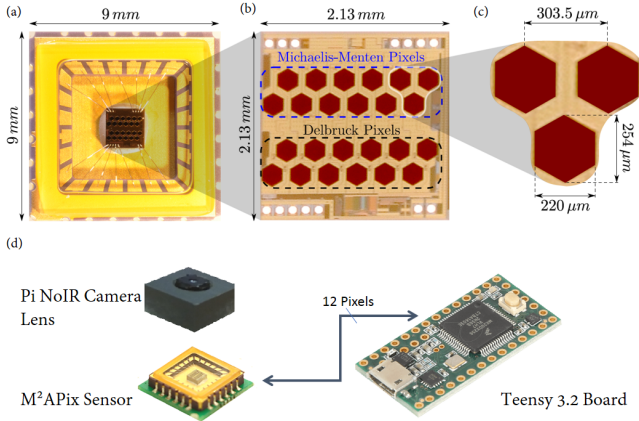 (a)
9 mm
9 mm
(b)
2.13 mm
2.13 mm
Michaelis-Menten Pixels
Delbruck Pixels
(c)
303.5 µm
254 µm
220 µm
(d)
Pi NoIR Camera
Lens
12 Pixels
M²APix Sensor
Teensy 3.2 Board